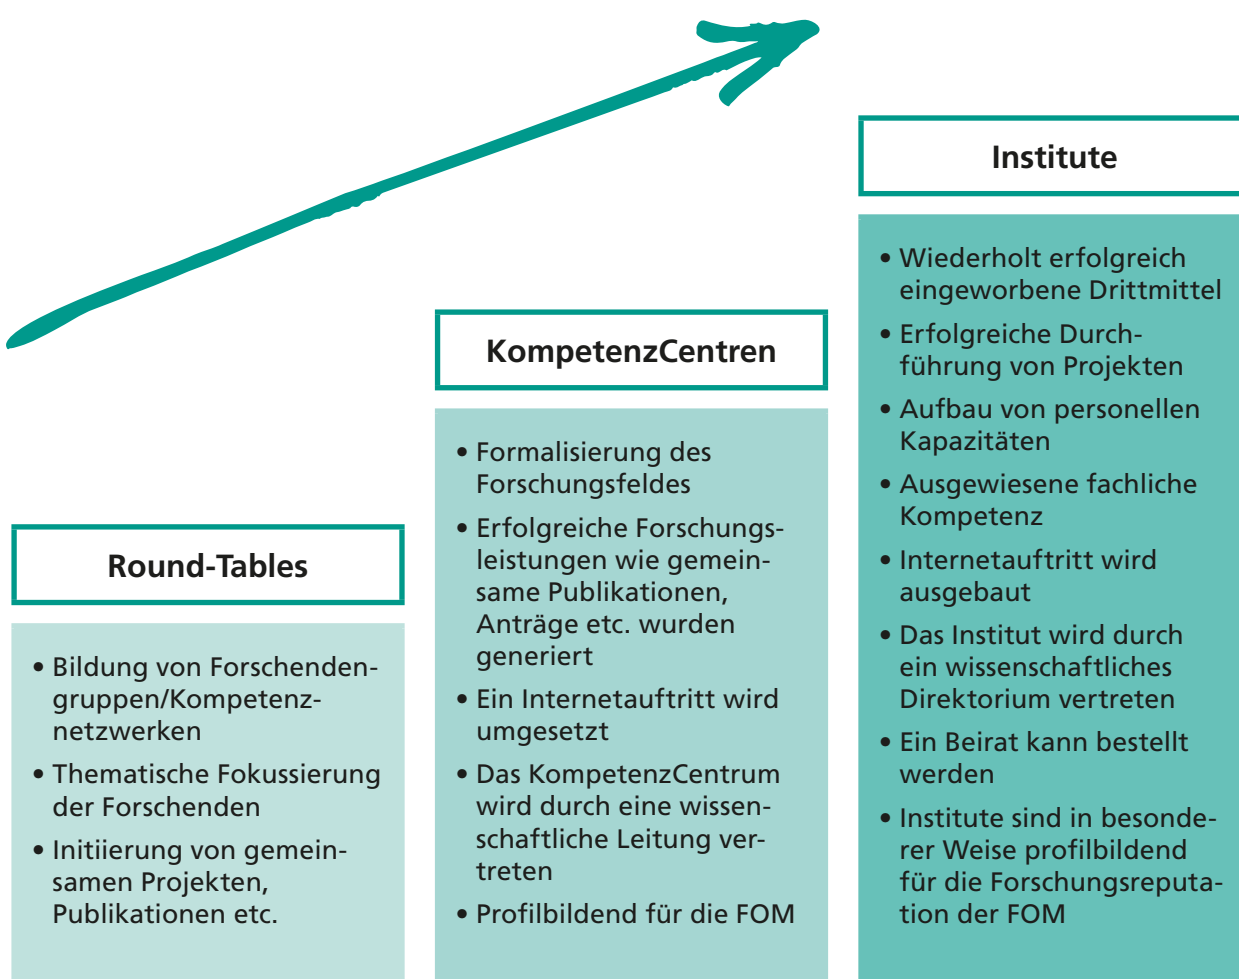 Round-Tables
• Bildung von Forschenden-
gruppen/Kompetenz-
netzwerken
• Thematische Fokussierung
der Forschenden
• Initiierung von gemein-
samen Projekten,
Publikationen etc.
KompetenzCentren
• Formalisierung des
Forschungsfeldes
• Erfolgreiche Forschungs-
leistungen wie gemein-
same Publikationen,
Anträge etc. wurden
generiert
• Ein Internetauftritt wird
umgesetzt
• Das KompetenzCentrum
wird durch eine wissen-
schaftliche Leitung ver-
treten
• Profilbildend für die FOM
Institute
• Wiederholt erfolgreich
eingeworbene Drittmittel
• Erfolgreiche Durch-
führung von Projekten
• Aufbau von personellen
Kapazitäten
• Ausgewiesene fachliche
Kompetenz
• Internetauftritt wird
ausgebaut
• Das Institut wird durch
ein wissenschaftliches
Direktorium vertreten
• Ein Beirat kann bestellt
werden
• Institute sind in besonde-
rer Weise profilbildend
für die Forschungsreputa-
tion der FOM